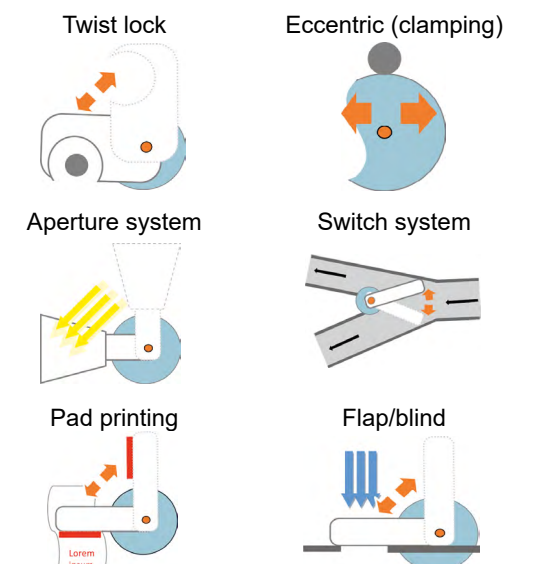 Twist lock
Eccentric (clamping)
Aperture system
Switch system
Pad printing
Flap/blind
Lorem